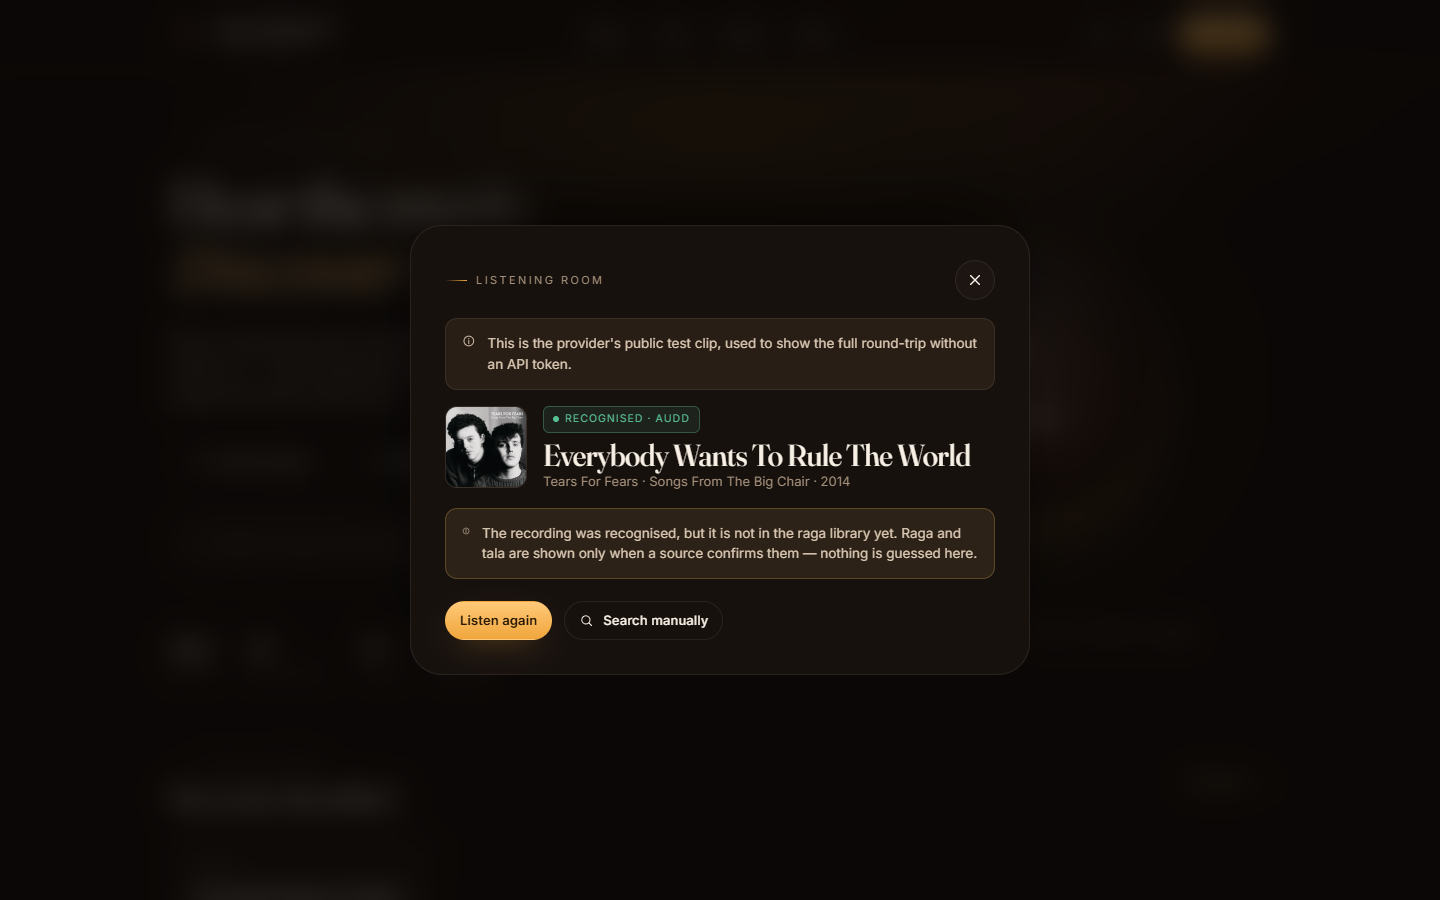 LISTENING ROOM
This is the provider's public test clip, used to show the full round-trip without
an API token.
TEARS FOR FEARS
RECOGNISED · AUDD
Everybody Wants To Rule The World
Tears For Fears · Songs From The Big Chair · 2014
The recording was recognised, but it is not in the raga library yet. Raga and
tala are shown only when a source confirms them — nothing is guessed here.
Listen again
Search manually